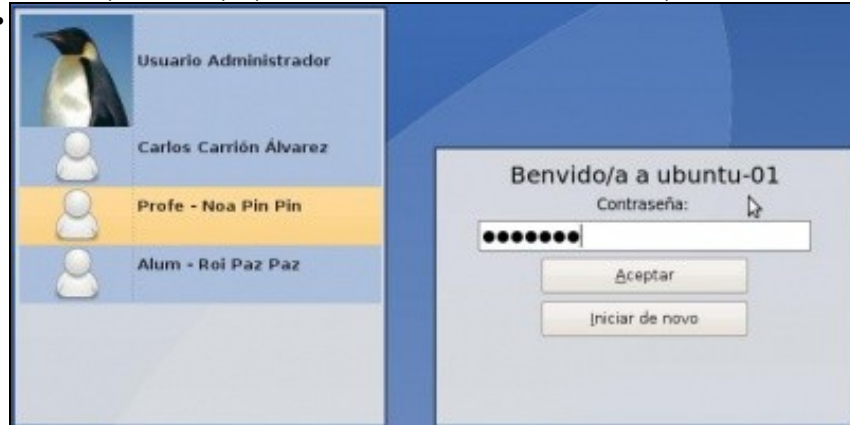 Usuario Administrador
Carlos Carrión Álvarez
Profe - Noa Pin Pin
Alum - Roi Paz Paz
Benvido/a a ubuntu-01
Contraseña:
●●●●●●●
Aceptar
Iniciar de novo